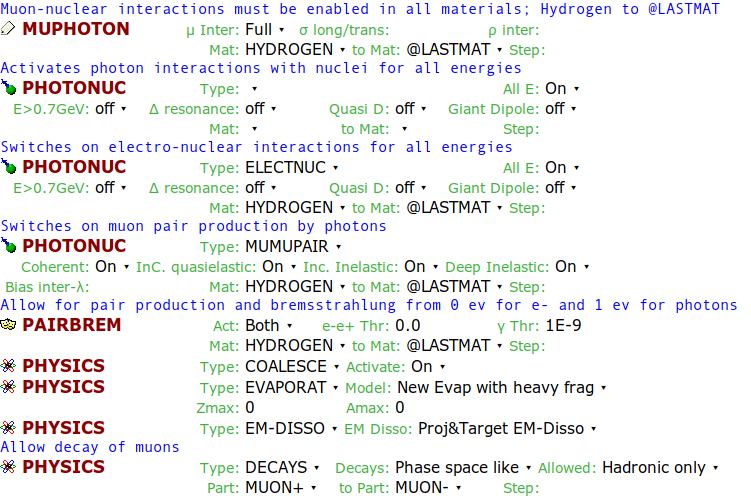 Muon-nuclear interactions must be enabled in all materials; Hydrogen to @LASTMAT
MUPHOTON μ Inter: Full σ long/trans: ρ inter:
Mat: HYDROGEN to Mat: @LASTMAT Step:
Activates photon interactions with nuclei for all energies
PHOTONUC Type: All E: On
E>0.7GeV: off Δ resonance: off Quasi D: off Giant Dipole: off
Mat: to Mat: Step:
Switches on electro-nuclear interactions for all energies
PHOTONUC Type: ELECTNUC All E: On
E>0.7GeV: off Δ resonance: off Quasi D: off Giant Dipole: off
Mat: HYDROGEN to Mat: @LASTMAT Step:
Switches on muon pair production by photons
PHOTONUC Type: MUMUPAIR
Coherent: On InC. quasielastic: On Inc. Inelastic: On Deep Inelastic: On
Bias inter-λ: Mat: HYDROGEN to Mat: @LASTMAT Step:
Allow for pair production and bremsstrahlung from 0 ev for e- and 1 ev for photons
PAIRBREM Act: Both e-e+ Thr: 0.0 γ Thr: 1E-9
Mat: HYDROGEN to Mat: @LASTMAT Step:
PHYSICS Type: COALESCE Activate: On
PHYSICS Type: EVAPORAT Model: New Evap with heavy frag
Zmax: 0 Amax: 0
PHYSICS Type: EM-DISSO EM Disso: Proj&Target EM-Disso
Allow decay of muons
PHYSICS Type: DECAYS Decays: Phase space like Allowed: Hadronic only
Part: MUON+ to Part: MUON- Step: